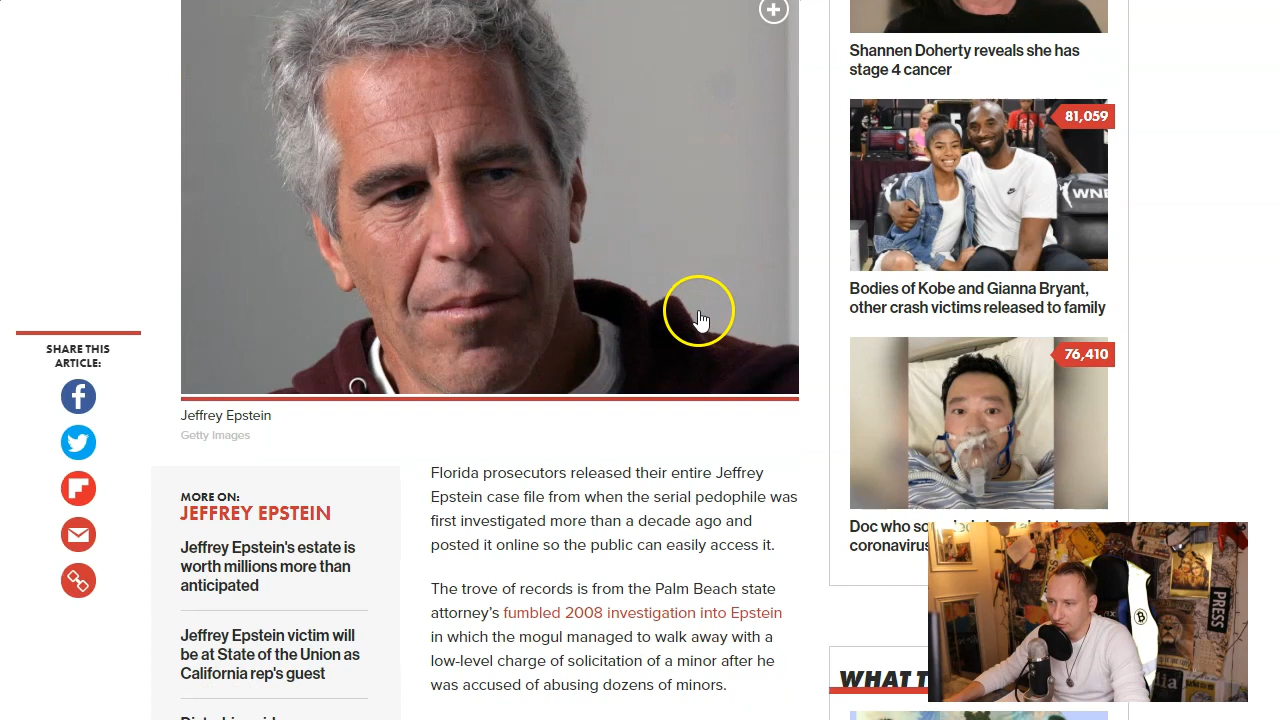 Jeffrey Epstein
Getty Images
SHARE THIS
ARTICLE:
MORE ON:
JEFFREY EPSTEIN
Jeffrey Epstein's estate is
worth millions more than
anticipated
Jeffrey Epstein victim will
be at State of the Union as
California rep's guest
Florida prosecutors released their entire Jeffrey
Epstein case file from when the serial pedophile was
first investigated more than a decade ago and
posted it online so the public can easily access it.
The trove of records is from the Palm Beach state
attorney's fumbled 2008 investigation into Epstein
in which the mogul managed to walk away with a
low-level charge of solicitation of a minor after he
was accused of abusing dozens of minors.
Shannen Doherty reveals she has
stage 4 cancer
81,059
WN
Bodies of Kobe and Gianna Bryant,
other crash victims released to family
76,410
Doc who
coronavirus
PRESS
B
WHAT T